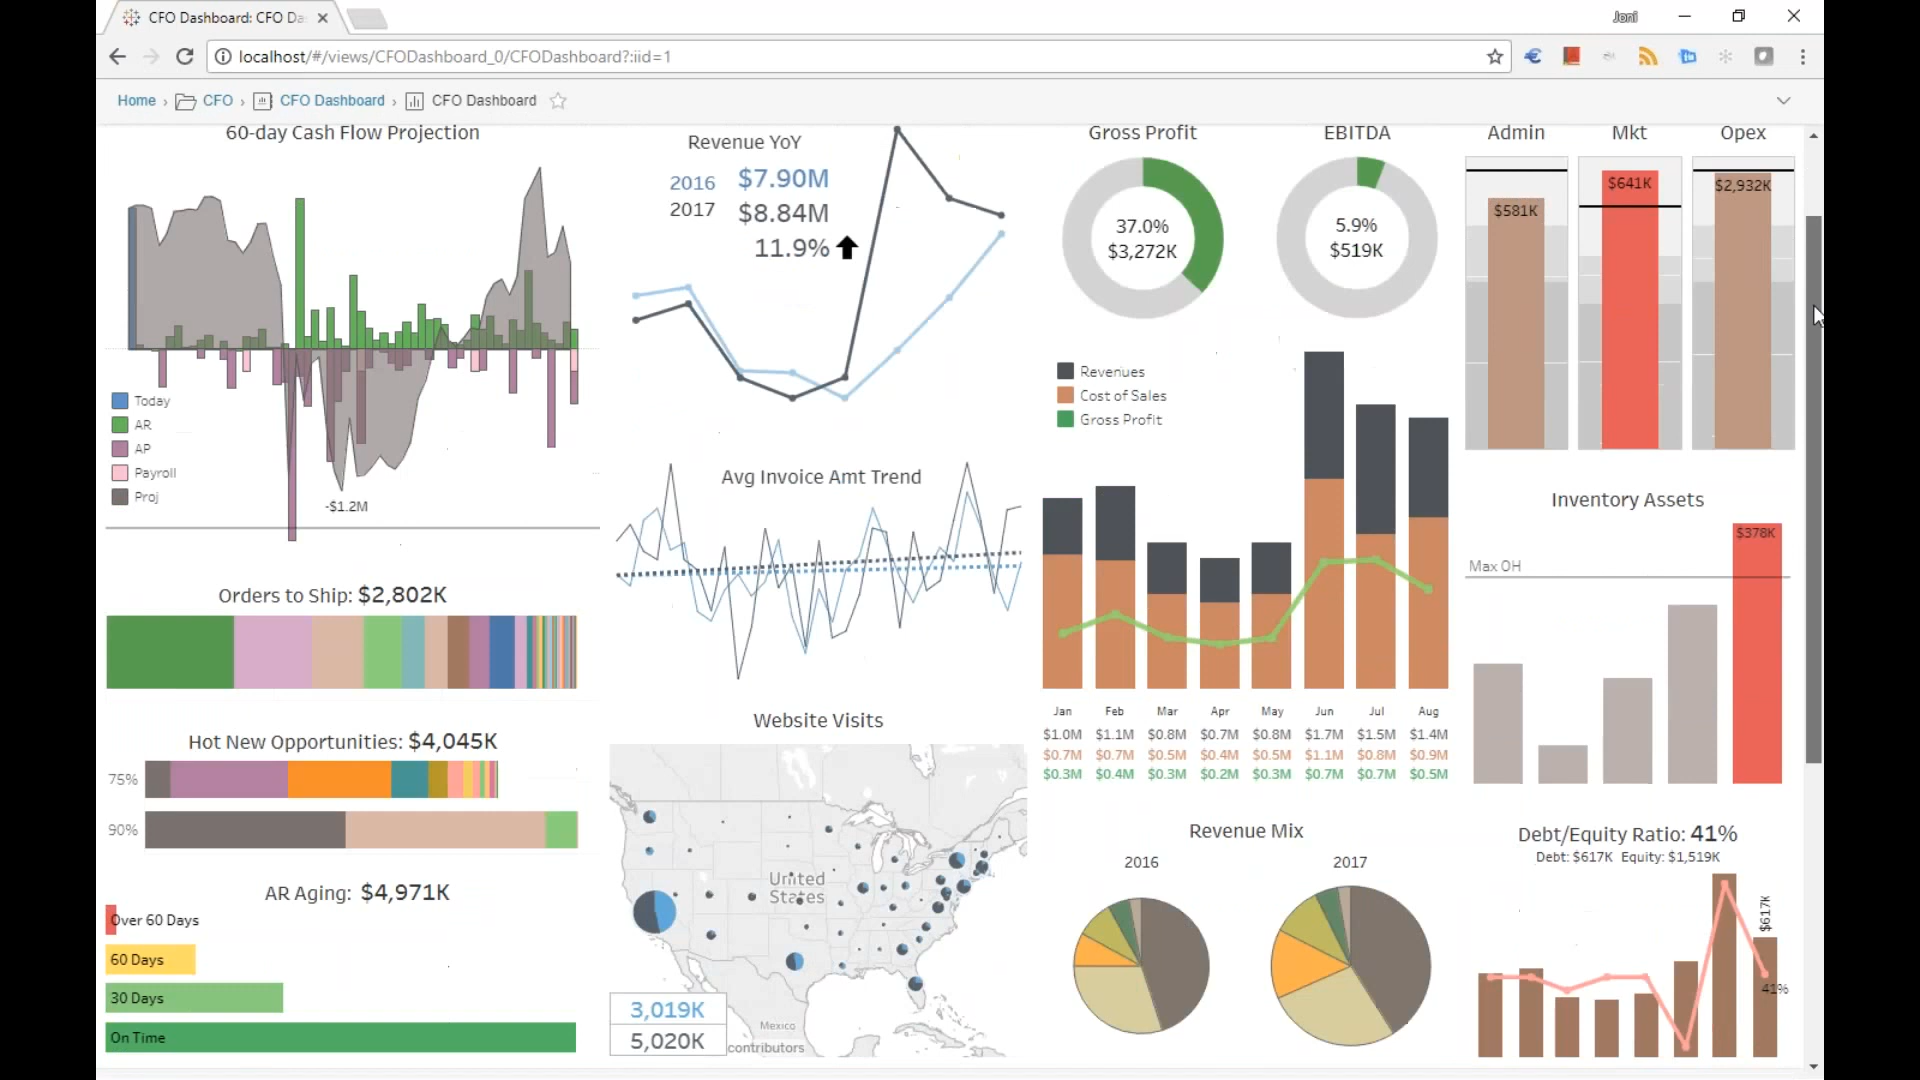 CFO Dashboard: CFO Da
Joni
localhost/#/views/CFODashboard_0/CFODashboard?:iid=1
Home › CFO › CFO Dashboard › CFO Dashboard
60-day Cash Flow Projection
Today
AR
AP
Payroll
Proj
-$1.2M
Orders to Ship: $2,802K
Hot New Opportunities: $4,045K
75%
90%
AR Aging: $4,971K
Over 60 Days
60 Days
30 Days
On Time
Revenue YoY
2016 $7.90M
2017 $8.84M
11.9%
Avg Invoice Amt Trend
Website Visits
United
States
Mexico
contributors
3,019K
5,020K
Gross Profit
37.0%
$3,272K
EBITDA
5.9%
$519K
Revenues
Cost of Sales
Gross Profit
Jan Feb Mar Apr May Jun Jul Aug
$1.0M $1.1M $0.8M $0.7M $0.8M $1.7M $1.5M $1.4M
$0.7M $0.7M $0.5M $0.4M $0.5M $1.1M $0.8M $0.9M
$0.3M $0.4M $0.3M $0.2M $0.3M $0.7M $0.7M $0.5M
Revenue Mix
2016 2017
Admin Mkt Opex
$581K $641K $2,932K
Inventory Assets
$378K
Max OH
Debt/Equity Ratio: 41%
Debt: $617K Equity: $1,519K
$617K
41%